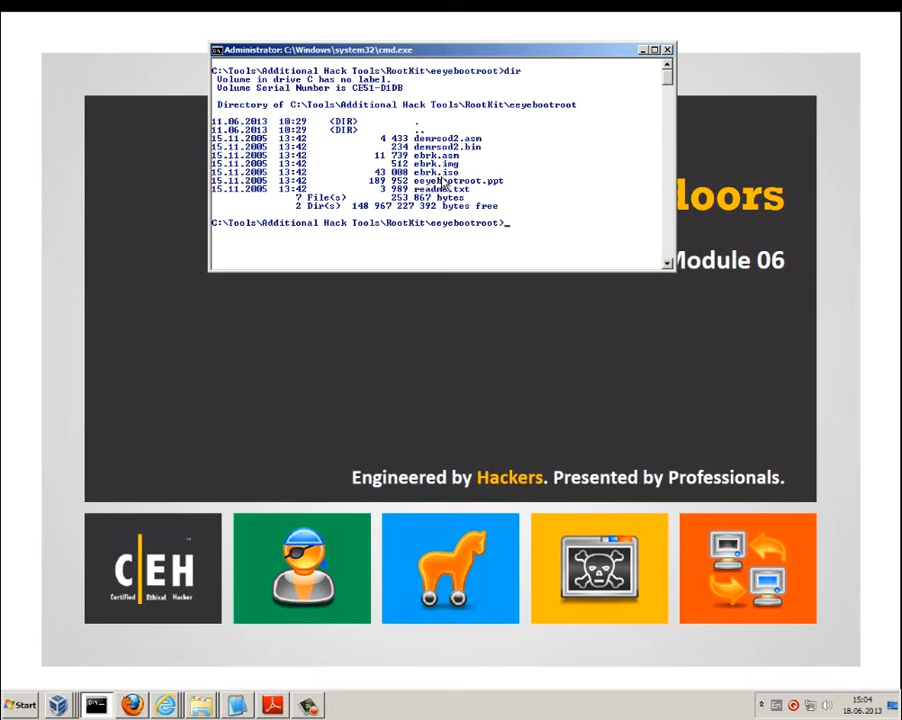 Administrator: C:\Windows\system32\cmd.exe
C:\Tools\Additional Hack Tools\RootKit\eeyebootroot>dir
Volume in drive C has no label.
Volume Serial Number is CE51-D1DB
Directory of C:\Tools\Additional Hack Tools\RootKit\eeyebootroot
11.06.2013 10:29 <DIR> .
11.06.2013 10:29 <DIR> ..
15.11.2005 13:42 4 433 demrsod2.asm
15.11.2005 13:42 234 demrsod2.bin
15.11.2005 13:42 11 739 ebrk.asm
15.11.2005 13:42 512 ebrk.img
15.11.2005 13:42 43 008 ebrk.iso
15.11.2005 13:42 189 952 eeyebootroot.ppt
15.11.2005 13:42 3 989 readme.txt
7 File(s) 253 867 bytes
2 Dir(s) 148 967 227 392 bytes free
C:\Tools\Additional Hack Tools\RootKit\eeyebootroot>_
doors
Module 06
Engineered by Hackers. Presented by Professionals.
C|EH
Certified Ethical Hacker
Start
En
15:04
18.06.2013